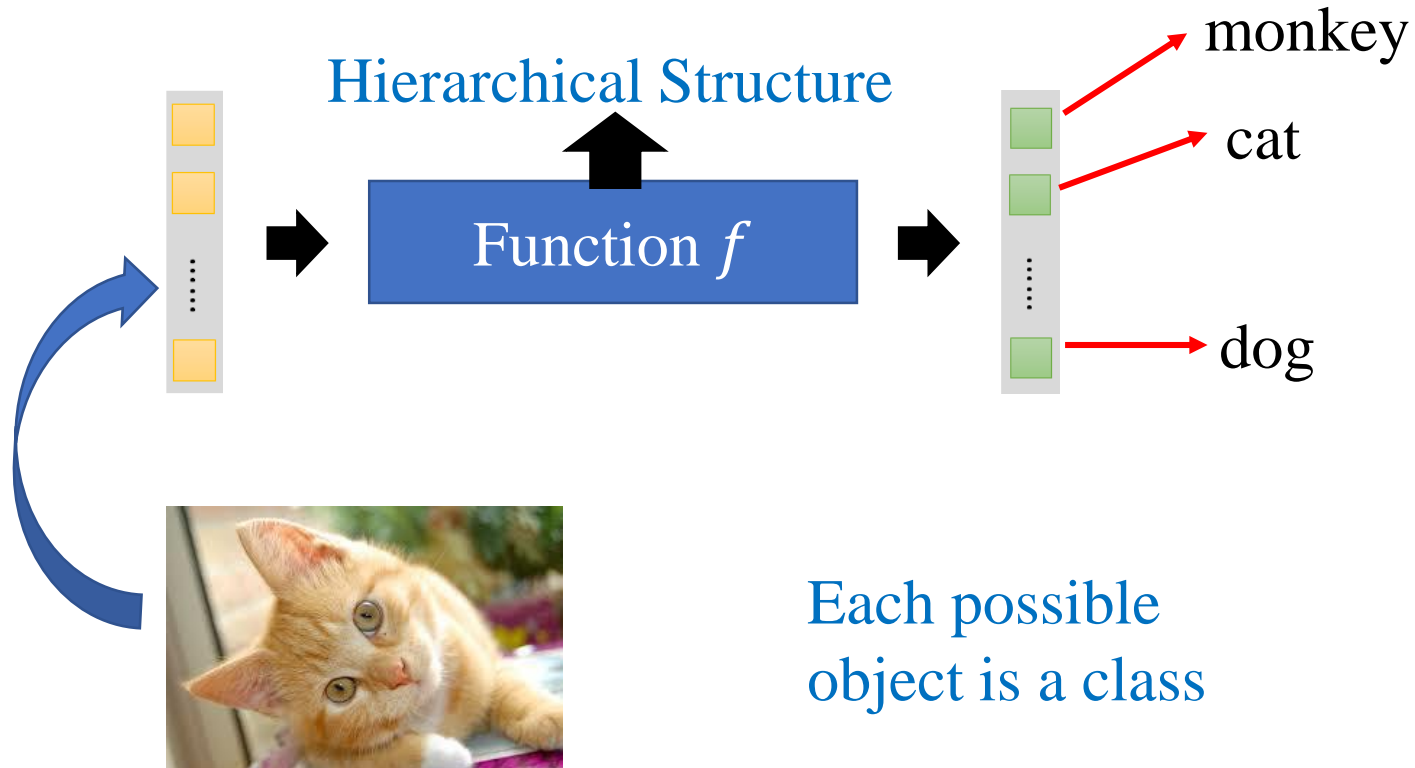 monkey
Hierarchical Structure
cat
Function f
dog
Each possible
object is a class